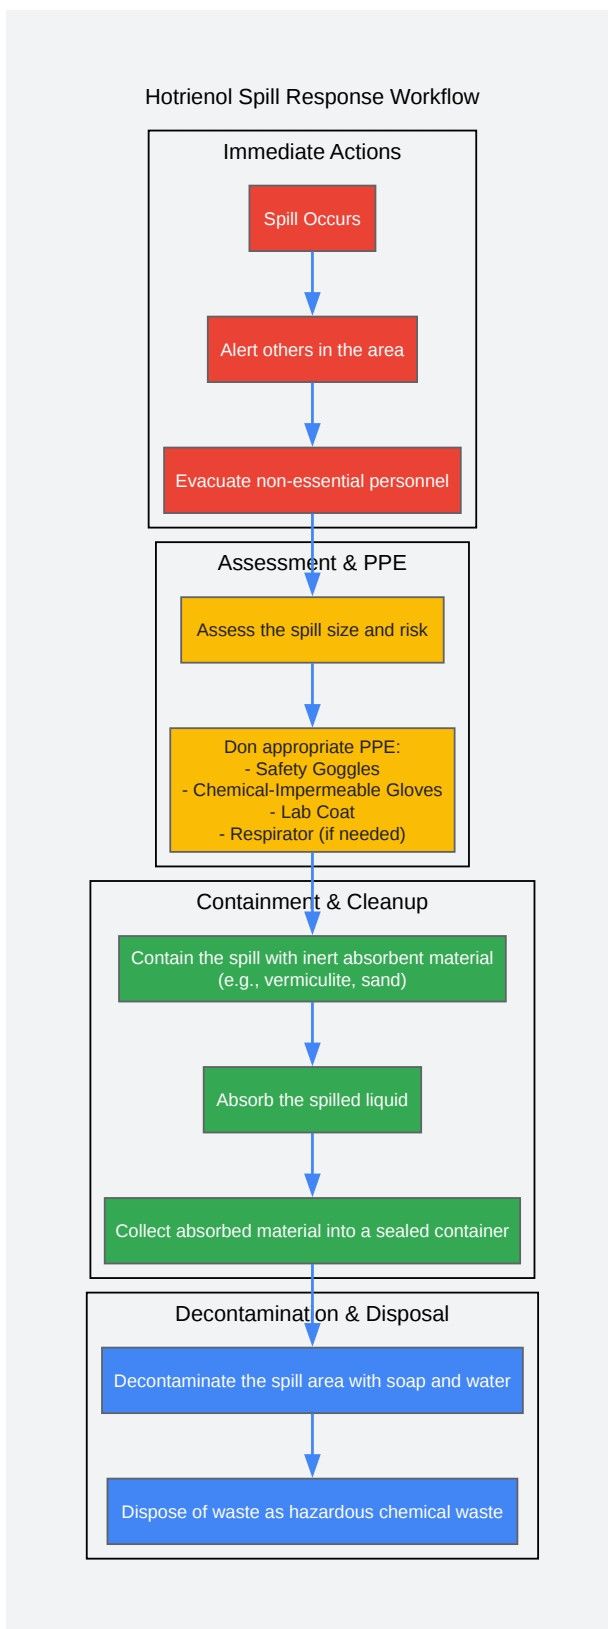 Hotrienol Spill Response Workflow
Immediate Actions
Spill Occurs
Alert others in the area
Evacuate non-essential personnel
Assessment & PPE
Assess the spill size and risk
Don appropriate PPE:
- Safety Goggles
- Chemical-Impermeable Gloves
- Lab Coat
- Respirator (if needed)
Containment & Cleanup
Contain the spill with inert absorbent material
(e.g., vermiculite, sand)
Absorb the spilled liquid
Collect absorbed material into a sealed container
Decontamination & Disposal
Decontaminate the spill area with soap and water
Dispose of waste as hazardous chemical waste